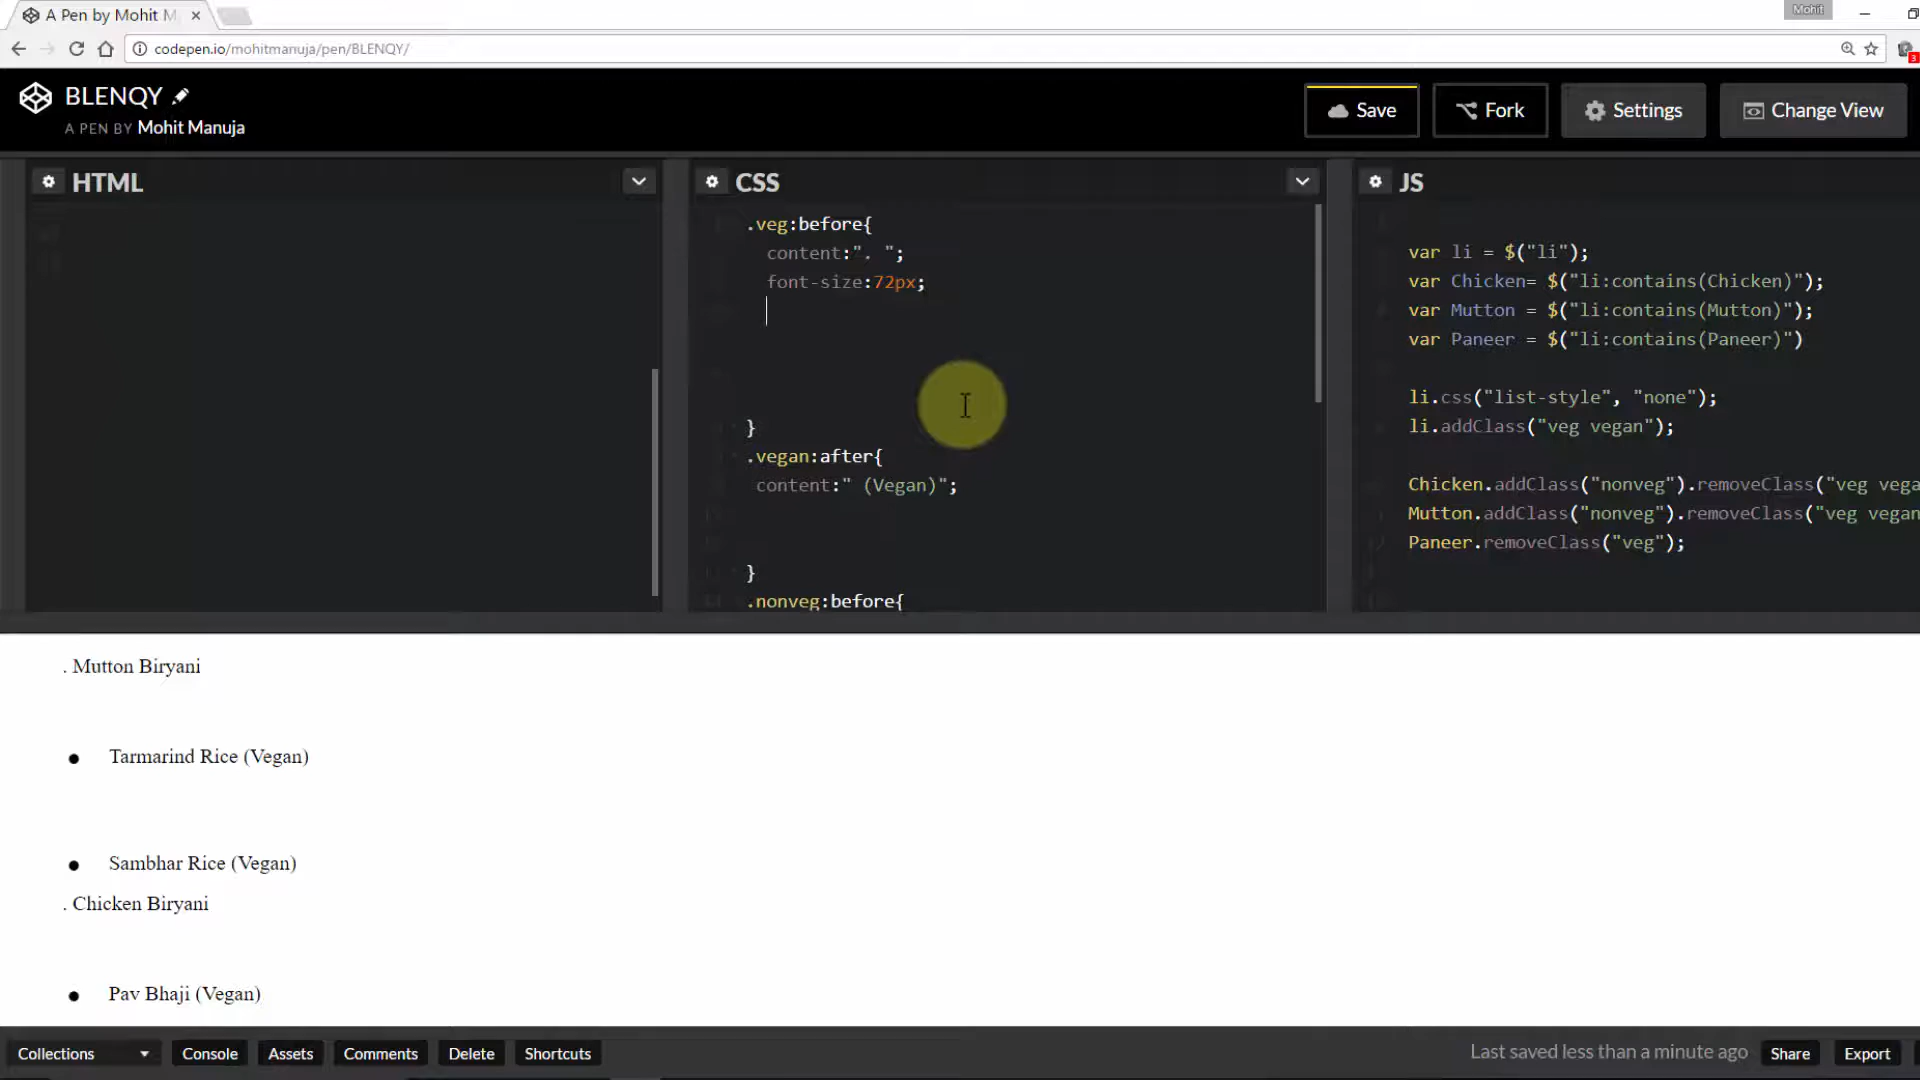 A Pen by Mohit M
Mohit
codepen.io/mohitmanuja/pen/BLENQY/
3
BLENQY
A PEN BY Mohit Manuja
Save
Fork
Settings
Change View
HTML
CSS
JS
.veg:before{
content:". ";
font-size:72px;
}
.vegan:after{
content:" (Vegan)";
}
.nonveg:before{
var li = $("li");
var Chicken= $("li:contains(Chicken)");
var Mutton = $("li:contains(Mutton)");
var Paneer = $("li:contains(Paneer)")
li.css("list-style", "none");
li.addClass("veg vegan");
Chicken.addClass("nonveg").removeClass("veg vega
Mutton.addClass("nonveg").removeClass("veg vegan
Paneer.removeClass("veg");
. Mutton Biryani
● Tarmarind Rice (Vegan)
● Sambhar Rice (Vegan)
. Chicken Biryani
● Pav Bhaji (Vegan)
Collections
Console
Assets
Comments
Delete
Shortcuts
Last saved less than a minute ago
Share
Export